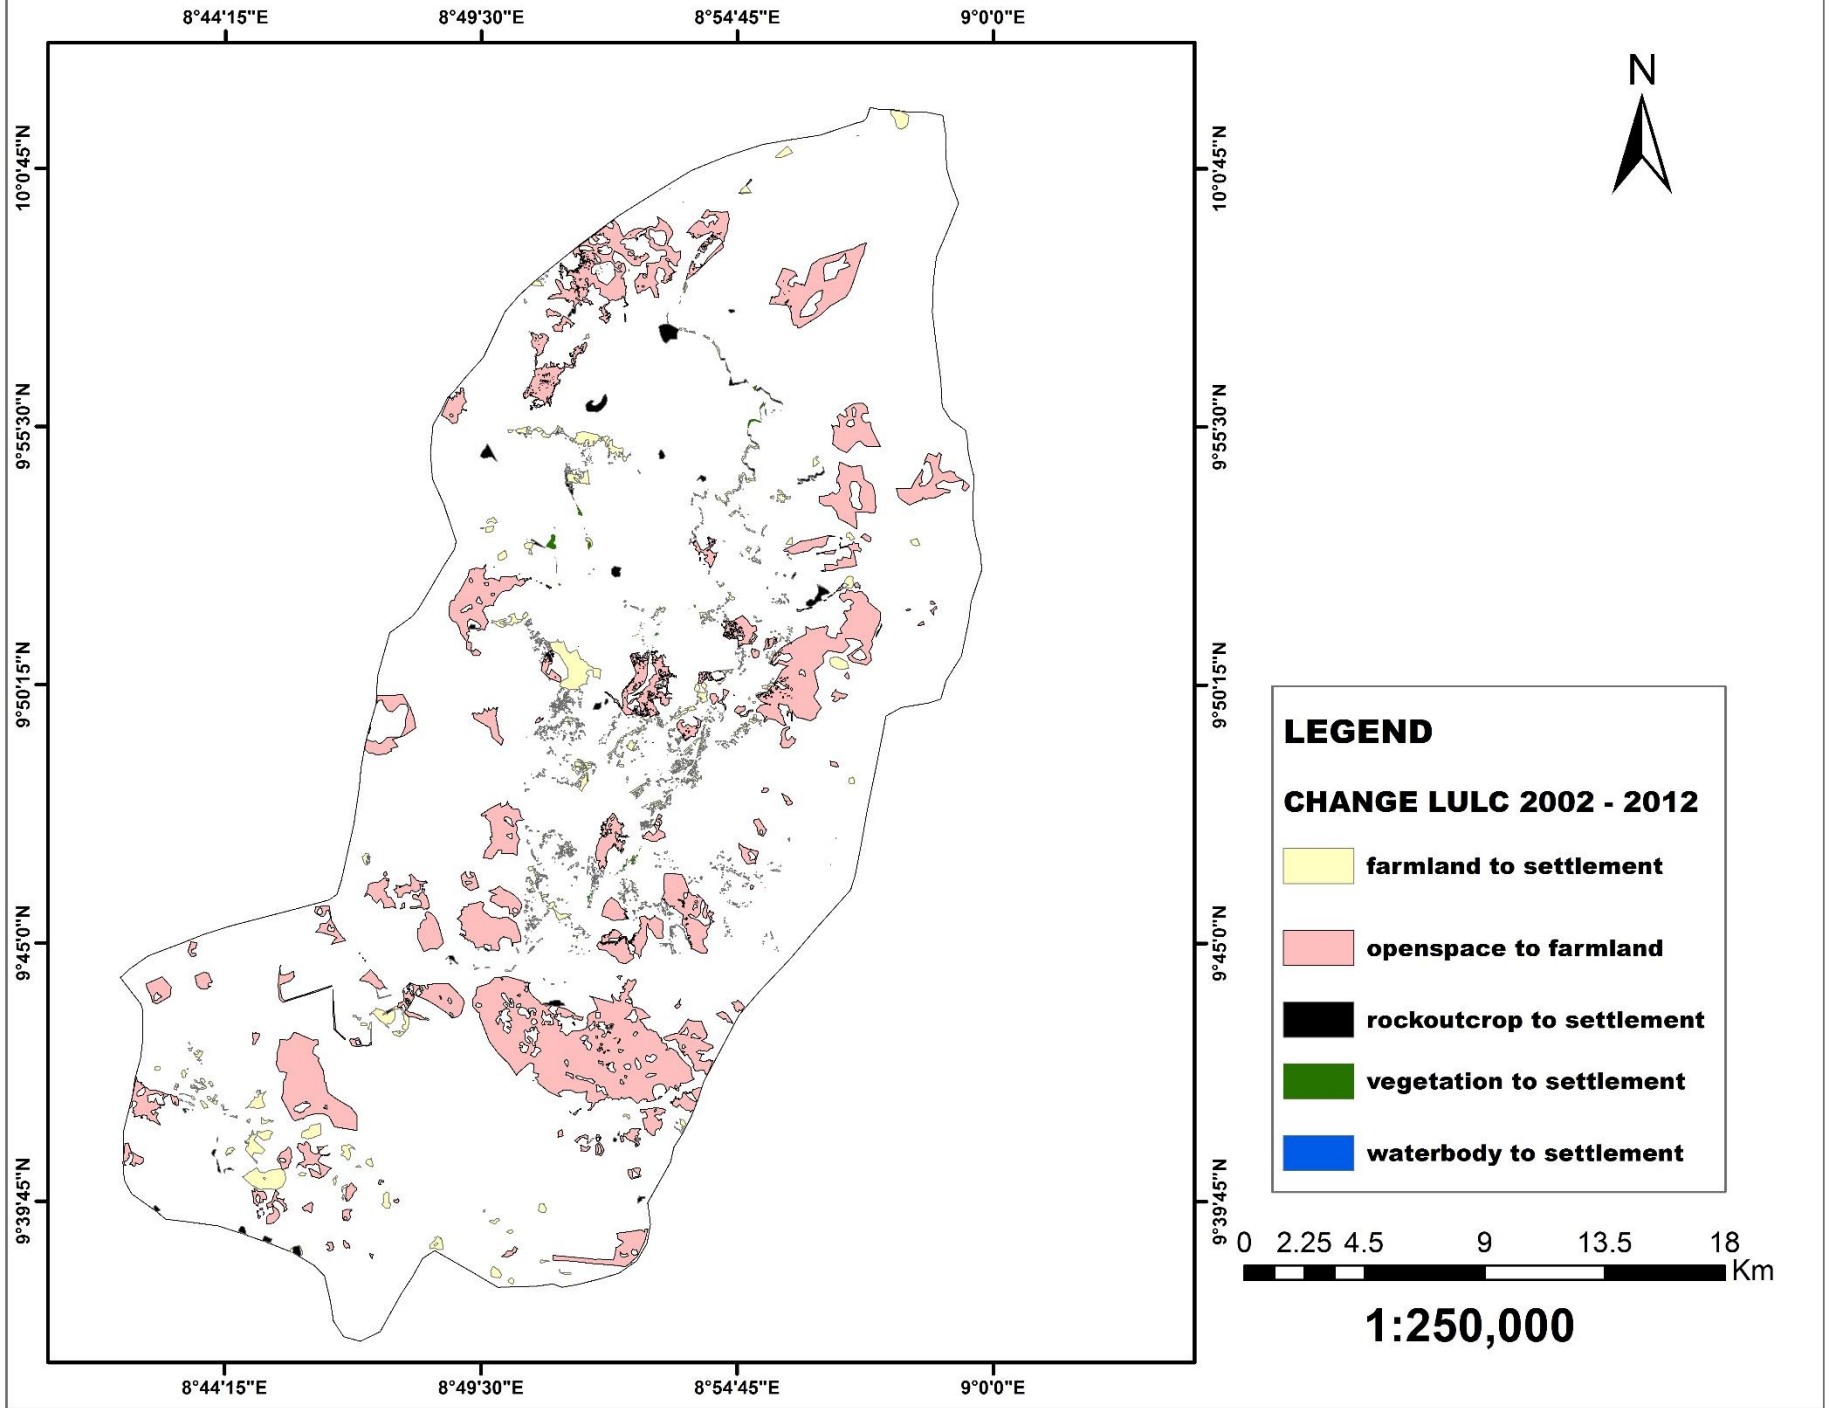 8°44'15"E 8°49'30"E 8°54'45"E 9°0'0"E
N
10°0'45"N 10°0'45"N
9°55'30"N 9°55'30"N
9°50'15"N 9°50'15"N
9°45'0"N 9°45'0"N
9°39'45"N 9°39'45"N
LEGEND
CHANGE LULC 2002 - 2012
farmland to settlement
openspace to farmland
rockoutcrop to settlement
vegetation to settlement
waterbody to settlement
0 2.25 4.5 9 13.5 18
Km
1:250,000
8°44'15"E 8°49'30"E 8°54'45"E 9°0'0"E